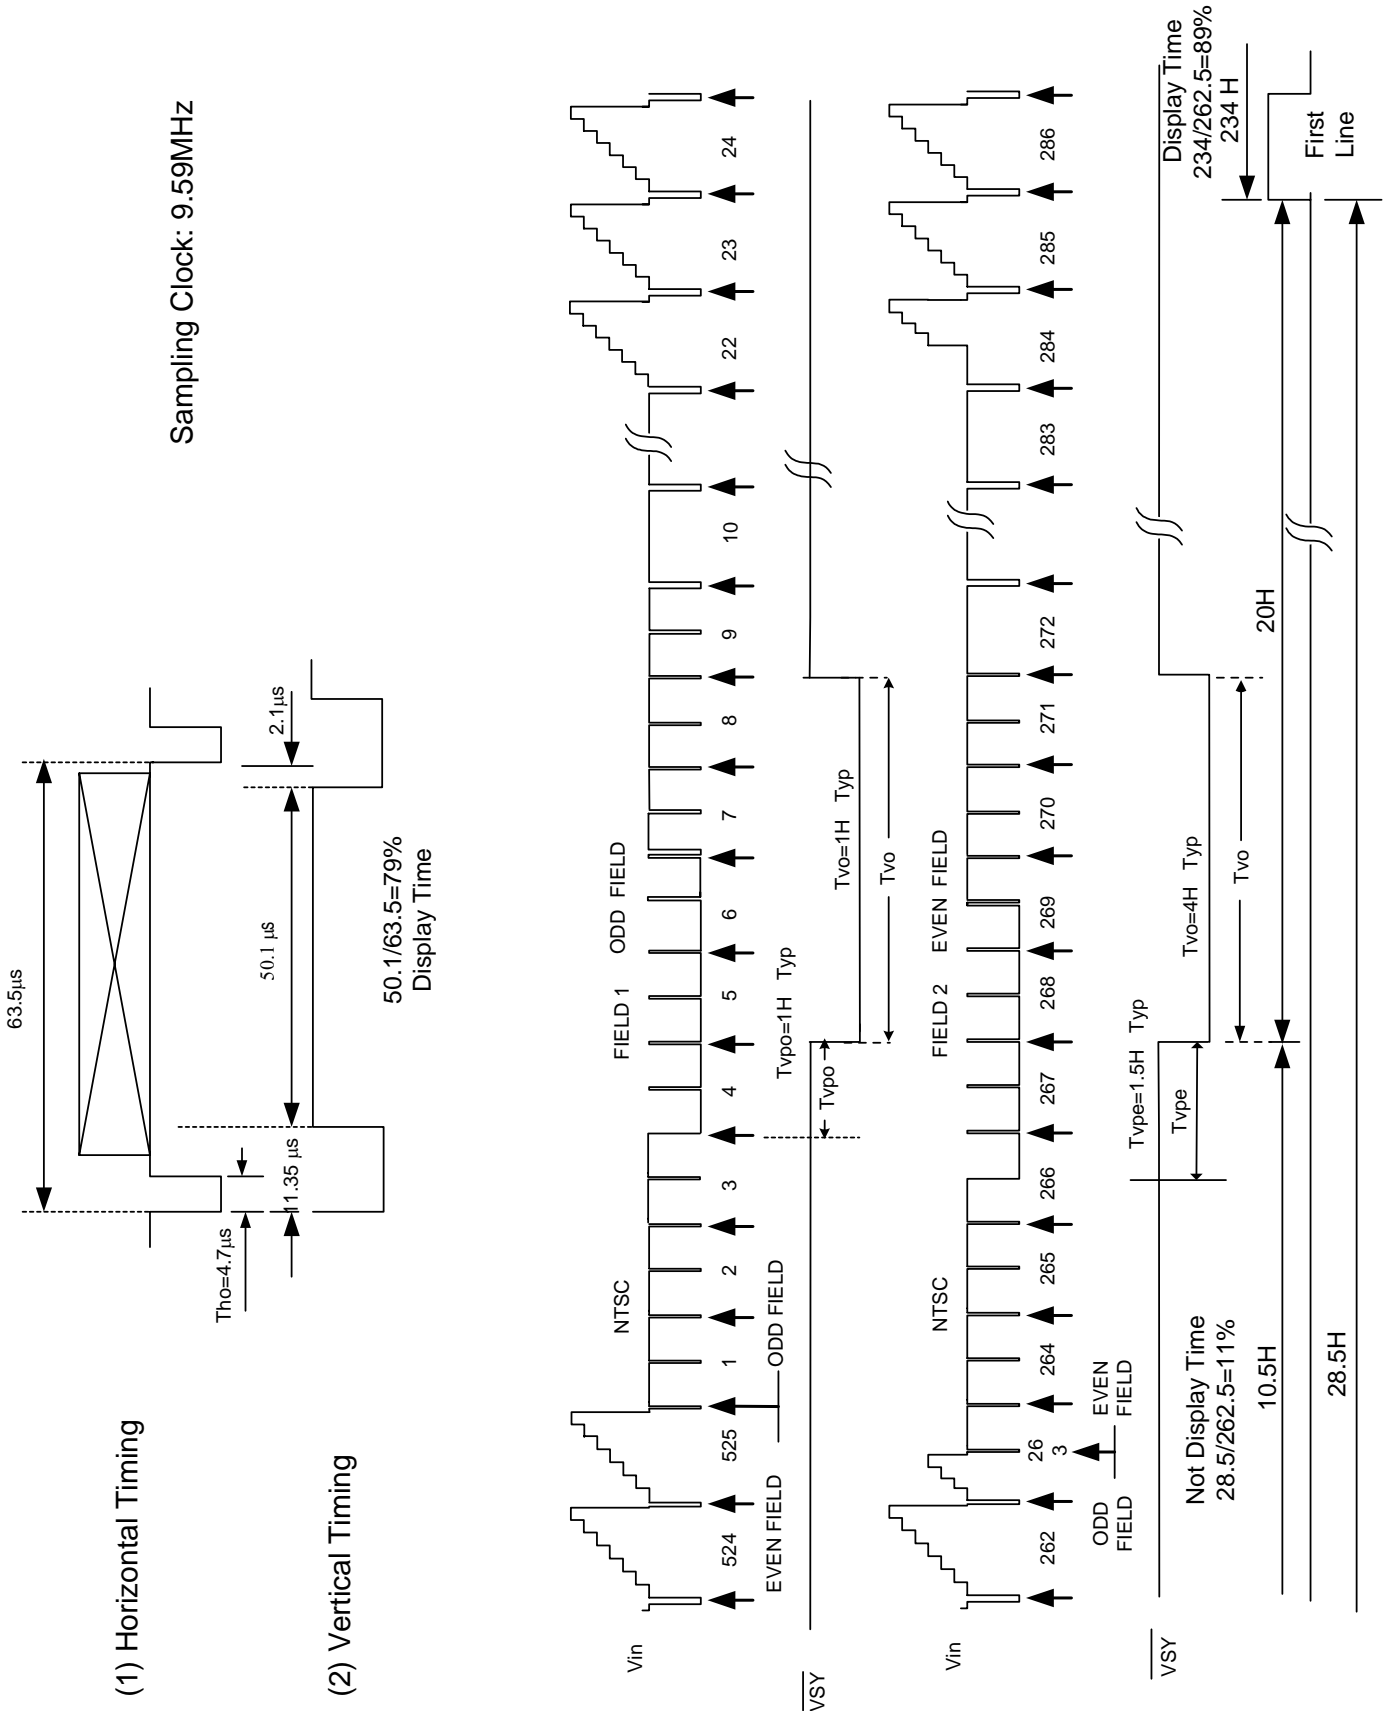 (1) Horizontal Timing
Sampling Clock: 9.59MHz
63.5µs
Tho=4.7µs
11.35 µs
50.1 µs
2.1µs
50.1/63.5=79%
Display Time
(2) Vertical Timing
NTSC
FIELD 1
ODD FIELD
Vin
524
525
1
2
3
4
5
6
7
8
9
10
22
23
24
EVEN FIELD
ODD FIELD
Tvpo=1H Typ
Tvpo
Tvo=1H Typ
Tvo
VSY
NTSC
FIELD 2
EVEN FIELD
Vin
262
26
3
264
265
266
267
268
269
270
271
272
283
284
285
286
ODD
FIELD
EVEN
FIELD
Tvpe=1.5H Typ
Tvpe
Tvo=4H Typ
Tvo
VSY
Not Display Time
28.5/262.5=11%
Display Time
234/262.5=89%
234 H
10.5H
20H
First
Line
28.5H